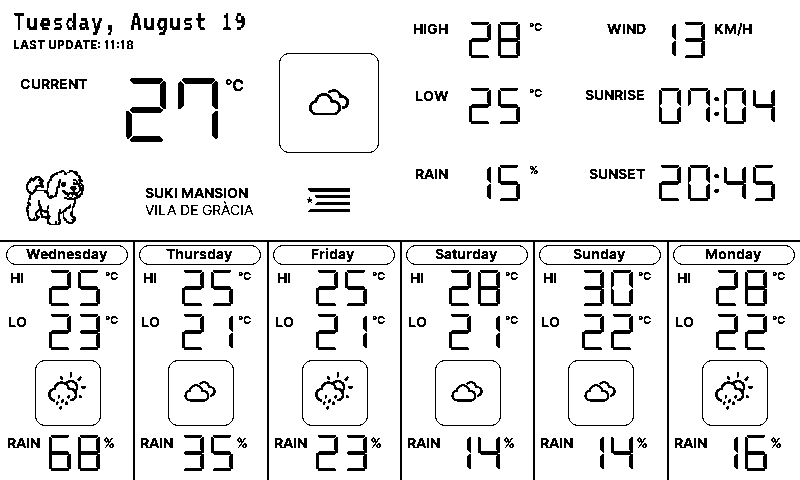 Tuesday, August 19
LAST UPDATE: 11:18
CURRENT 27 °C
SUKI MANSION
VILA DE GRÀCIA
HIGH 28 °C
WIND 13 KM/H
LOW 25 °C
SUNRISE 07:04
RAIN 15 %
SUNSET 20:45
Wednesday
HI 25 °C
LO 23 °C
RAIN 68 %
Thursday
HI 25 °C
LO 21 °C
RAIN 35 %
Friday
HI 25 °C
LO 21 °C
RAIN 23 %
Saturday
HI 28 °C
LO 21 °C
RAIN 14 %
Sunday
HI 30 °C
LO 22 °C
RAIN 14 %
Monday
HI 28 °C
LO 22 °C
RAIN 16 %